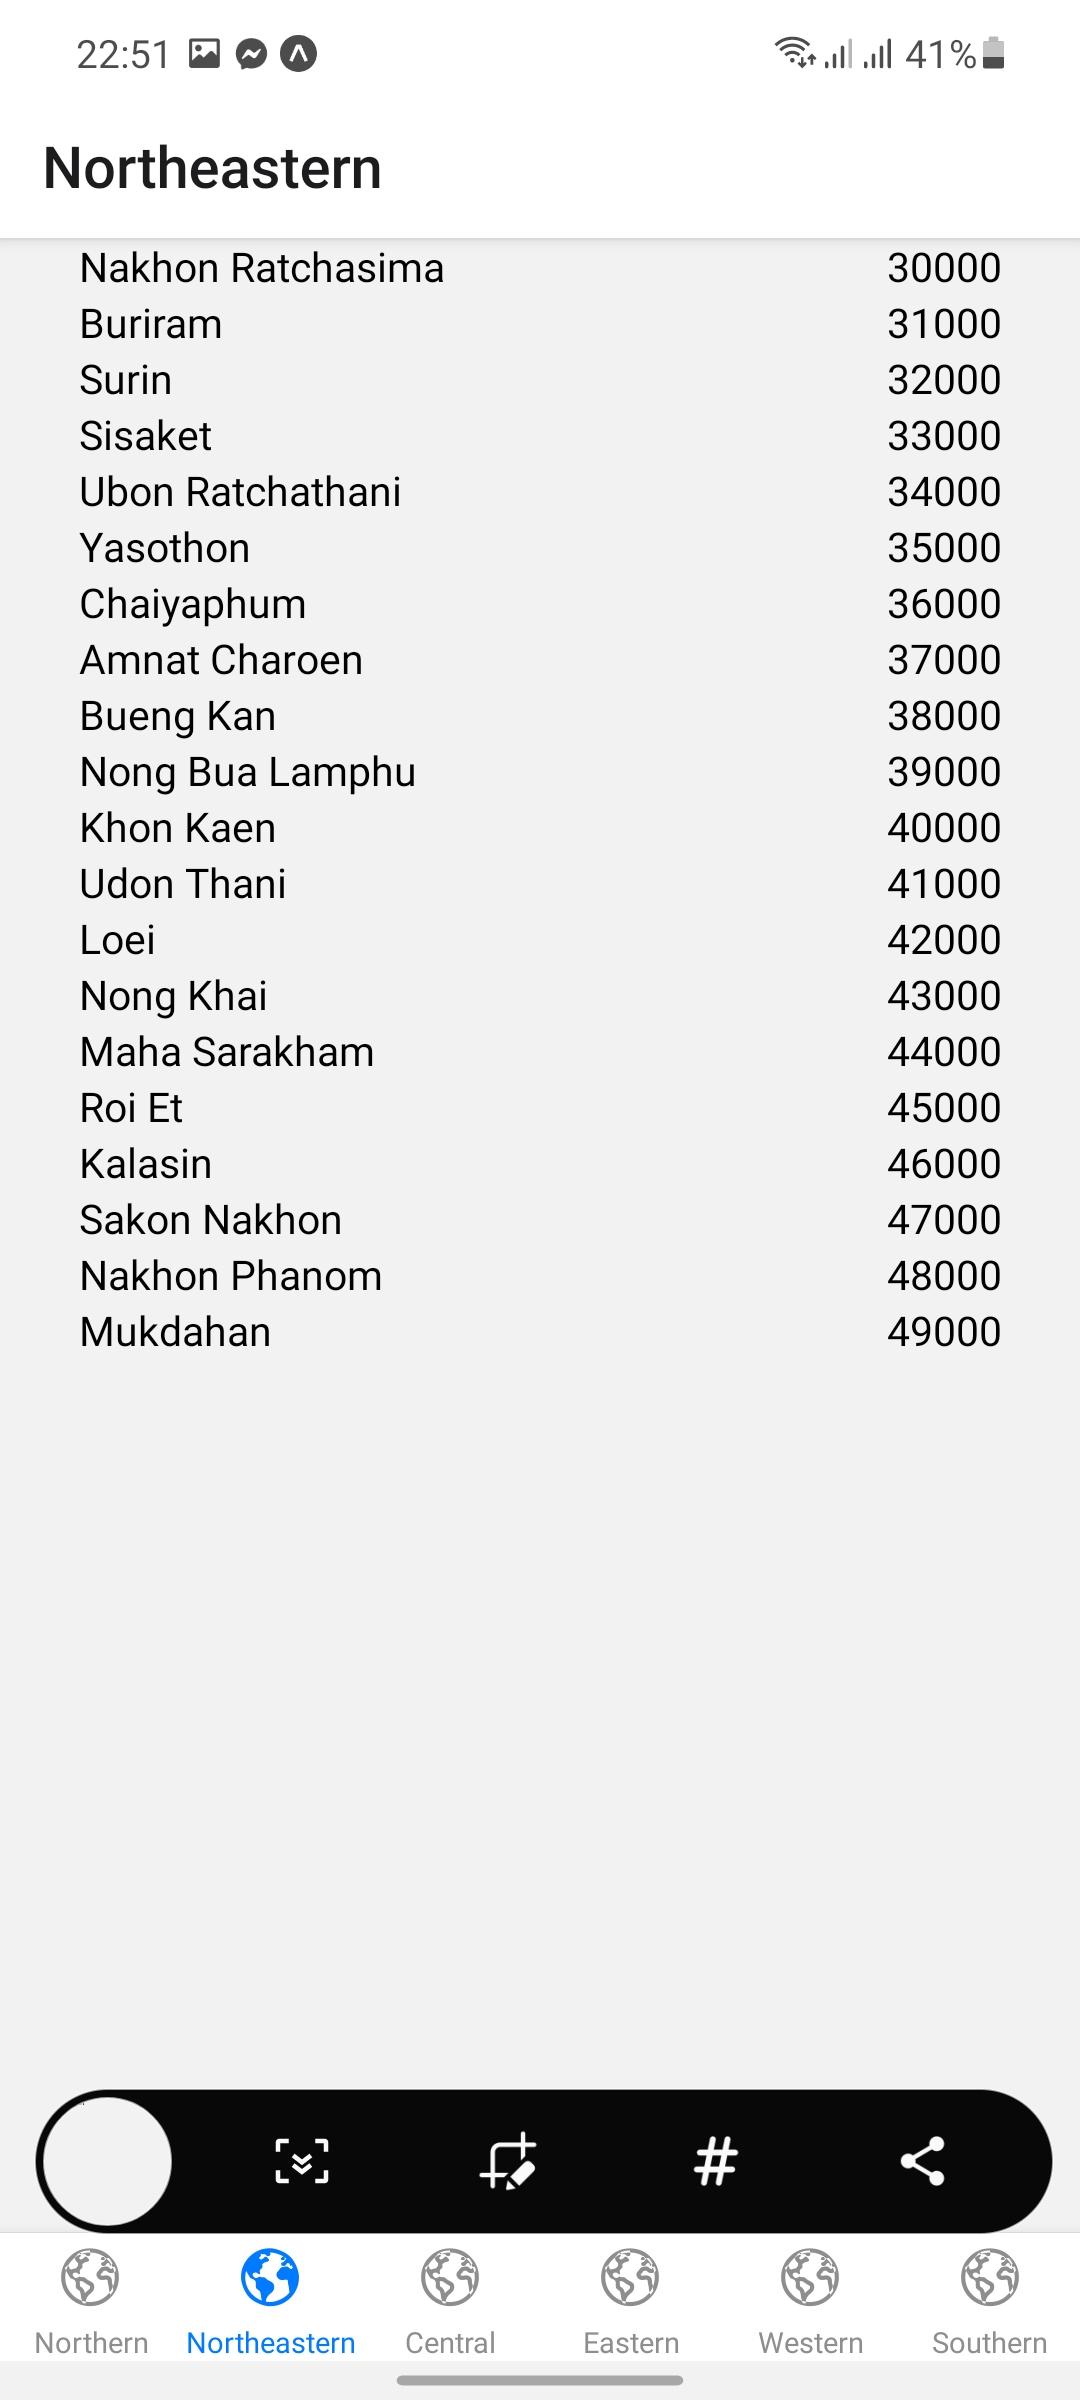 22:51 41%
Northeastern
Nakhon Ratchasima 30000
Buriram 31000
Surin 32000
Sisaket 33000
Ubon Ratchathani 34000
Yasothon 35000
Chaiyaphum 36000
Amnat Charoen 37000
Bueng Kan 38000
Nong Bua Lamphu 39000
Khon Kaen 40000
Udon Thani 41000
Loei 42000
Nong Khai 43000
Maha Sarakham 44000
Roi Et 45000
Kalasin 46000
Sakon Nakhon 47000
Nakhon Phanom 48000
Mukdahan 49000
#
Northern Northeastern Central Eastern Western Southern